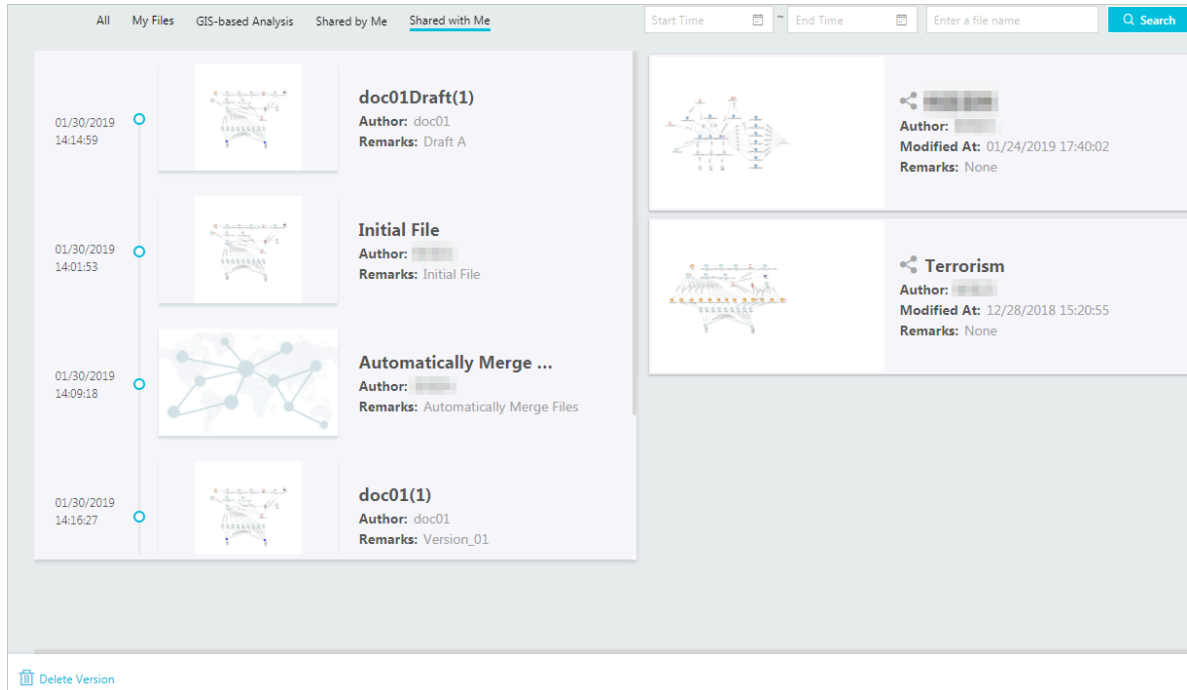 All My Files GIS-based Analysis Shared by Me Shared with Me
Start Time ~ End Time Enter a file name Search
01/30/2019
14:14:59
doc01Draft(1)
Author: doc01
Remarks: Draft A
01/30/2019
14:01:53
Initial File
Author:
Remarks: Initial File
01/30/2019
14:09:18
Automatically Merge ...
Author:
Remarks: Automatically Merge Files
01/30/2019
14:16:27
doc01(1)
Author: doc01
Remarks: Version_01
Author:
Modified At: 01/24/2019 17:40:02
Remarks: None
Terrorism
Author:
Modified At: 12/28/2018 15:20:55
Remarks: None
Delete Version